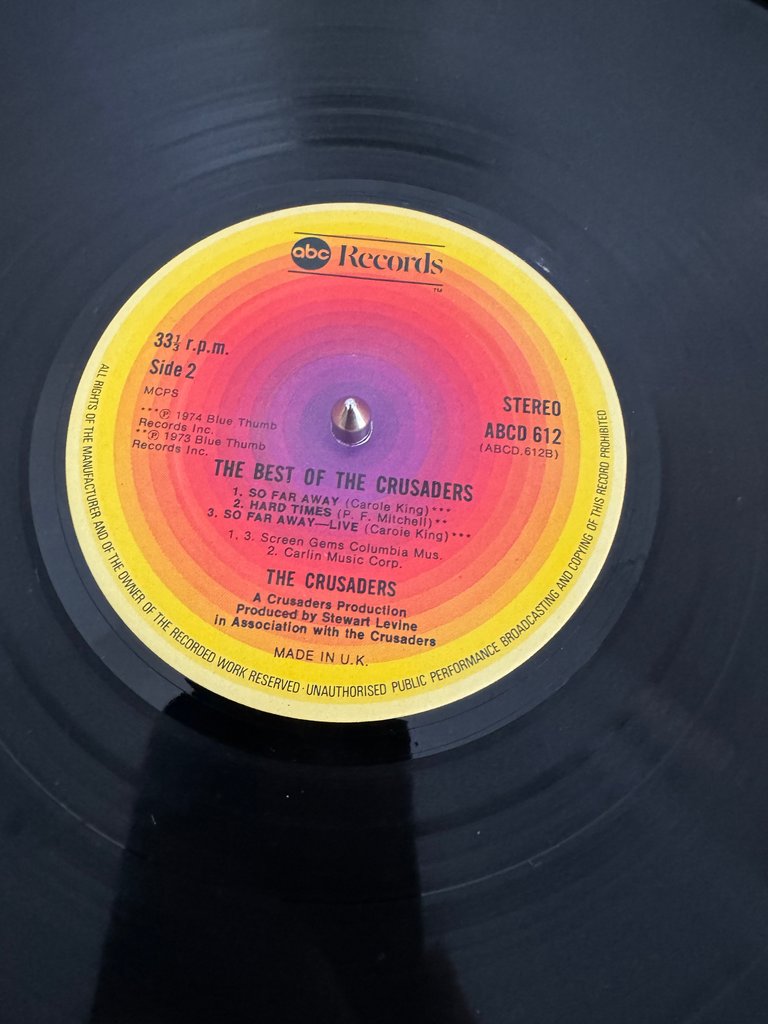 abc Records
™
33⅓ r.p.m.
Side 2
MCPS
***℗ 1974 Blue Thumb
Records Inc.
**℗ 1973 Blue Thumb
Records Inc.
STEREO
ABCD 612
(ABCD.612B)
THE BEST OF THE CRUSADERS
1. SO FAR AWAY (Carole King)***
2. HARD TIMES (P. F. Mitchell)**
3. SO FAR AWAY—LIVE (Carole King)***
1, 3. Screen Gems Columbia Mus.
2. Carlin Music Corp.
THE CRUSADERS
A Crusaders Production
Produced by Stewart Levine
in Association with the Crusaders
MADE IN U.K.
ALL RIGHTS OF THE MANUFACTURER AND OF THE OWNER OF THE RECORDED WORK RESERVED · UNAUTHORISED PUBLIC PERFORMANCE BROADCASTING AND COPYING OF THIS RECORD PROHIBITED